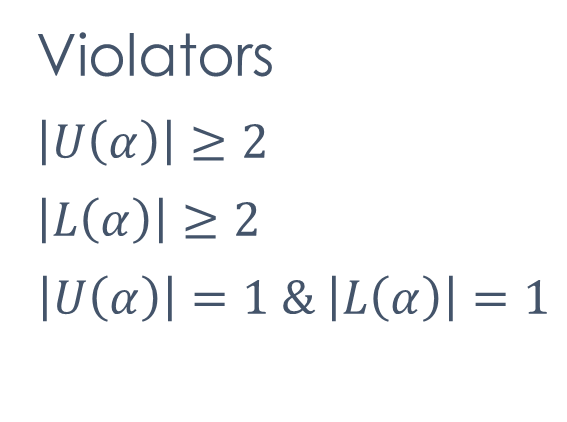 Violators
|U(α)| ≥ 2
|L(α)| ≥ 2
|U(α)| = 1 & |L(α)| = 1